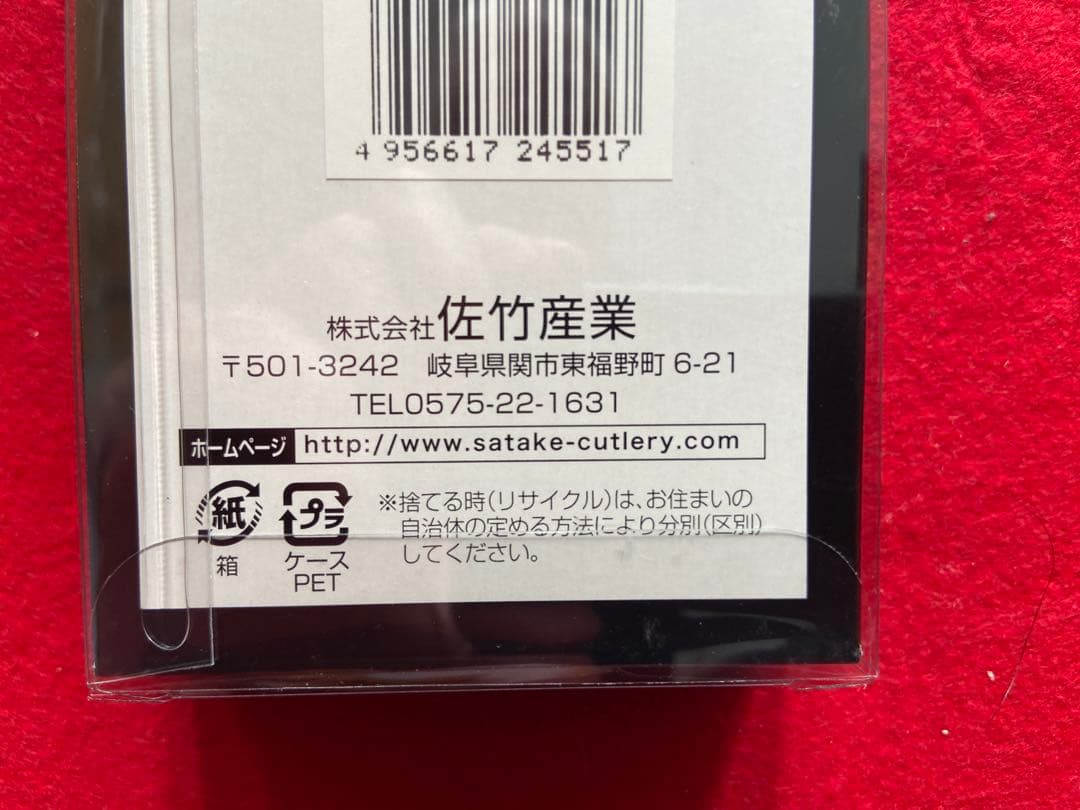 4 956617 245517
株式会社佐竹産業
〒501-3242 岐阜県関市東福野町 6-21
TEL0575-22-1631
ホームページ http://www.satake-cutlery.com
紙
箱
プラ
ケース
PET
※捨てる時(リサイクル)は、お住まいの
自治休の定める方法により分別(区別)
してください。